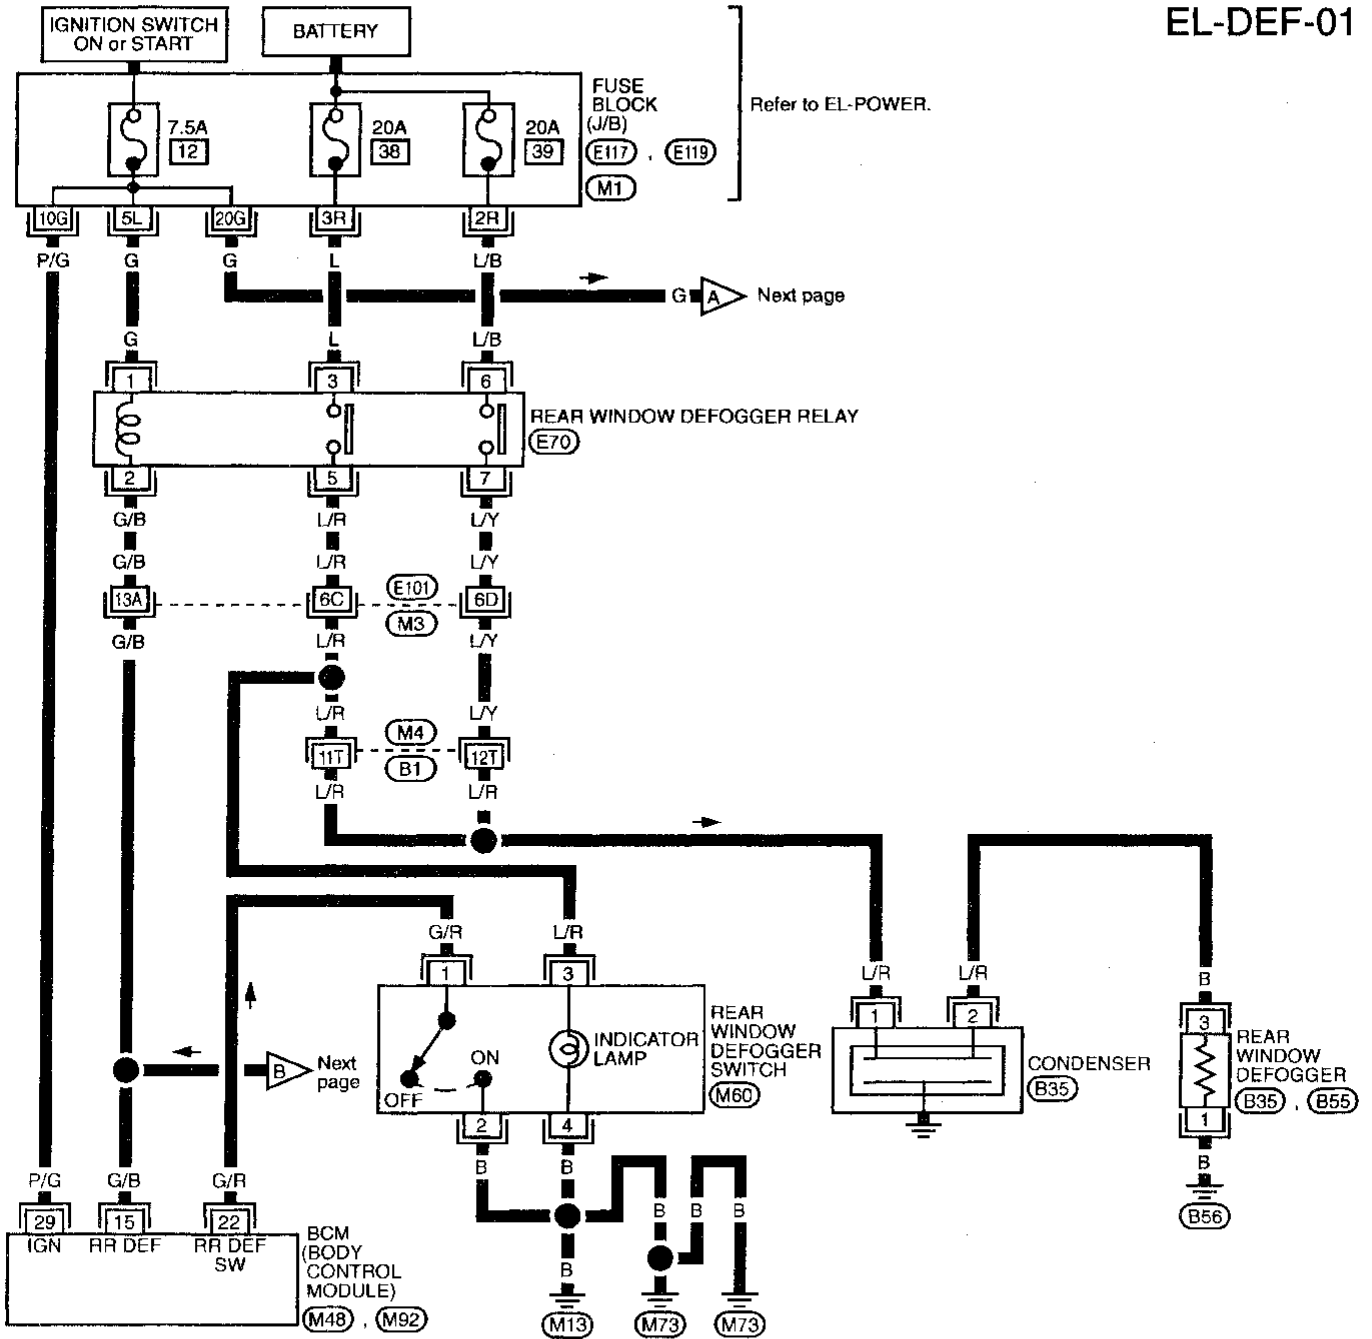 EL-DEF-01
IGNITION SWITCH
ON or START
BATTERY
FUSE
BLOCK
(J/B)
E117 , E119
M1
Refer to EL-POWER.
7.5A
12
20A
38
20A
39
10G 5L 20G 3R 2R
P/G G G L L/B
G A Next page
G L L/B
1 3 6
REAR WINDOW DEFOGGER RELAY
E70
2 5 7
G/B L/R L/Y
G/B L/R L/Y
E101
13A 6C 6D
M3
G/B L/R L/Y
L/R L/Y
M4
11T 12T
B1
L/R L/R
G/R L/R
L/R L/R B
1 3
1 2 3
REAR
WINDOW
DEFOGGER
SWITCH
M60
INDICATOR
LAMP
ON
OFF
CONDENSER
B35
REAR
WINDOW
DEFOGGER
B35 , B55
B Next
page
2 4 1
B B B
B56
P/G G/B G/R
B B B
29 15 22
IGN RR DEF RR DEF
SW
BCM
(BODY
CONTROL
MODULE)
M48 , M92
B
M13 M73 M73